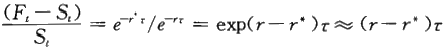 (F_t − S_t)/S_t = e^{−r*τ}/e^{−rτ} = exp(r−r*)τ ≈ (r−r*)τ